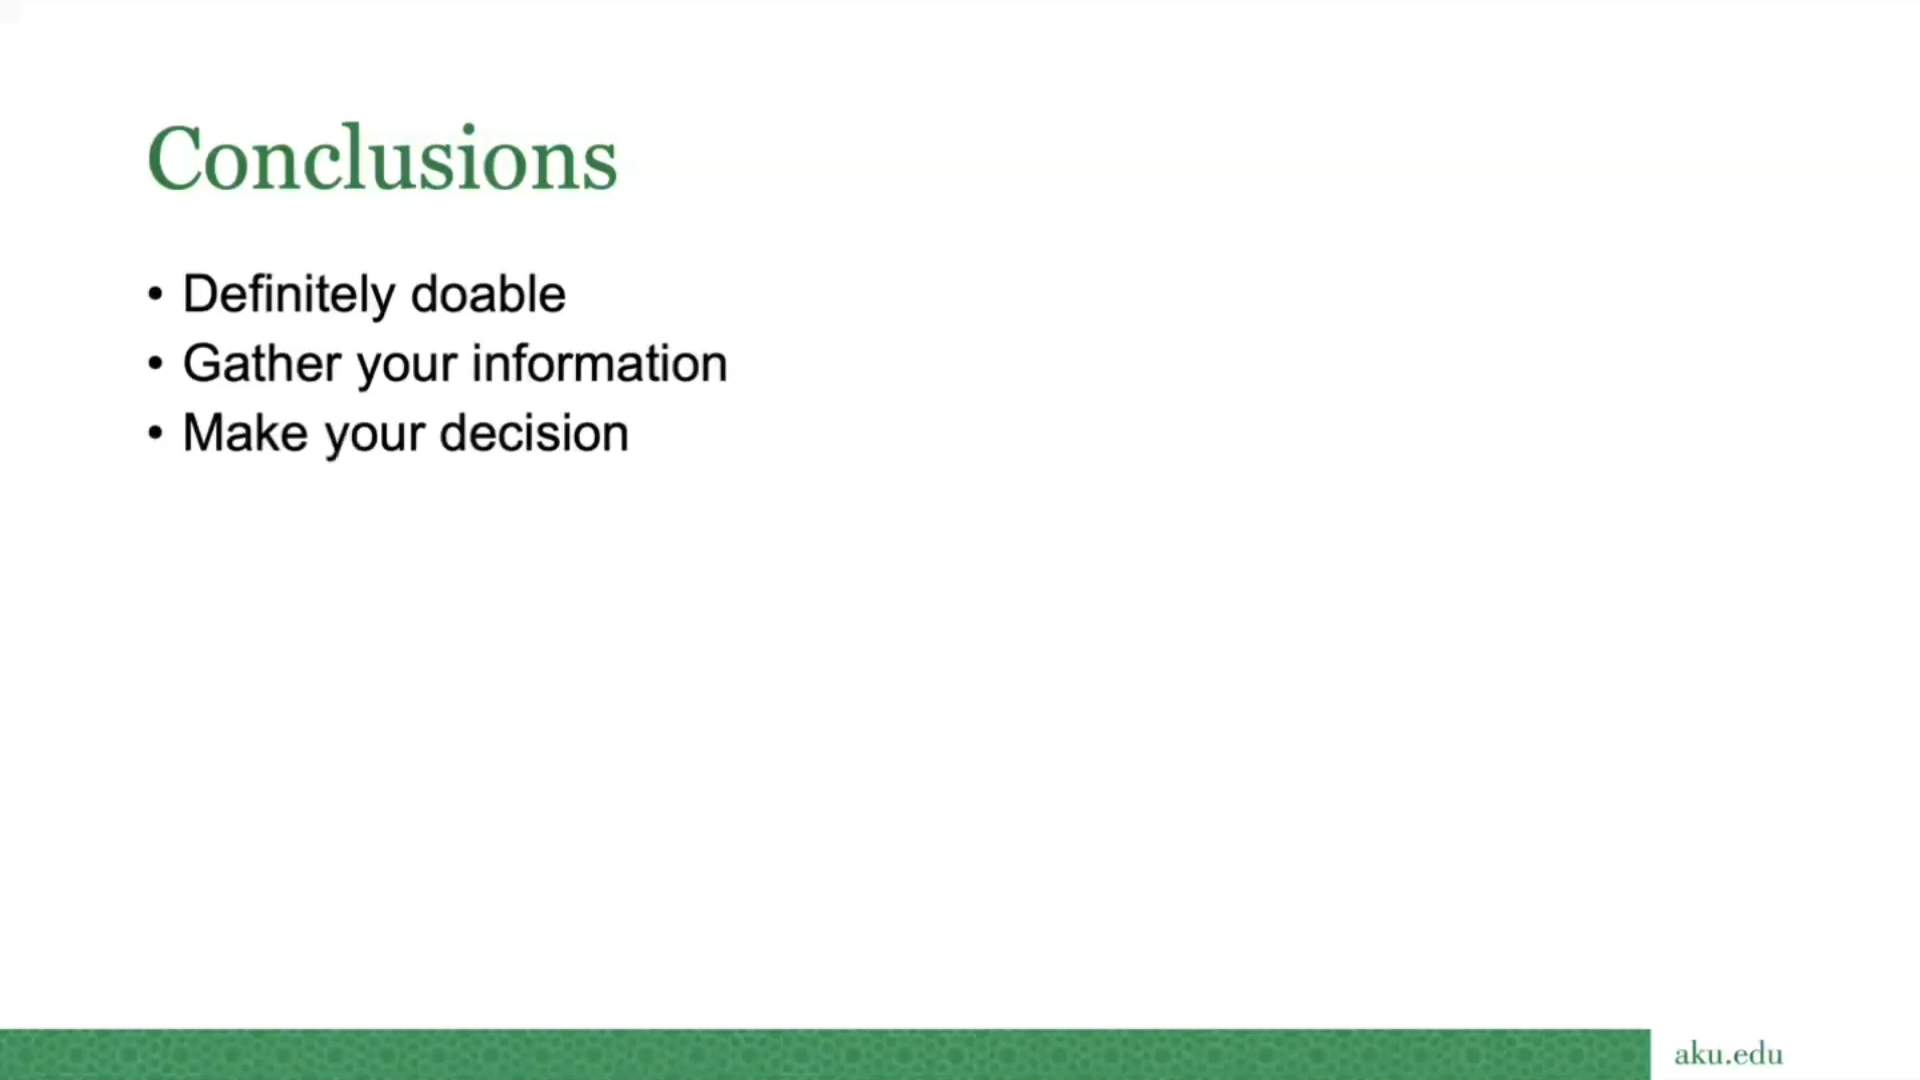 Conclusions
• Definitely doable
• Gather your information
• Make your decision
aku.edu